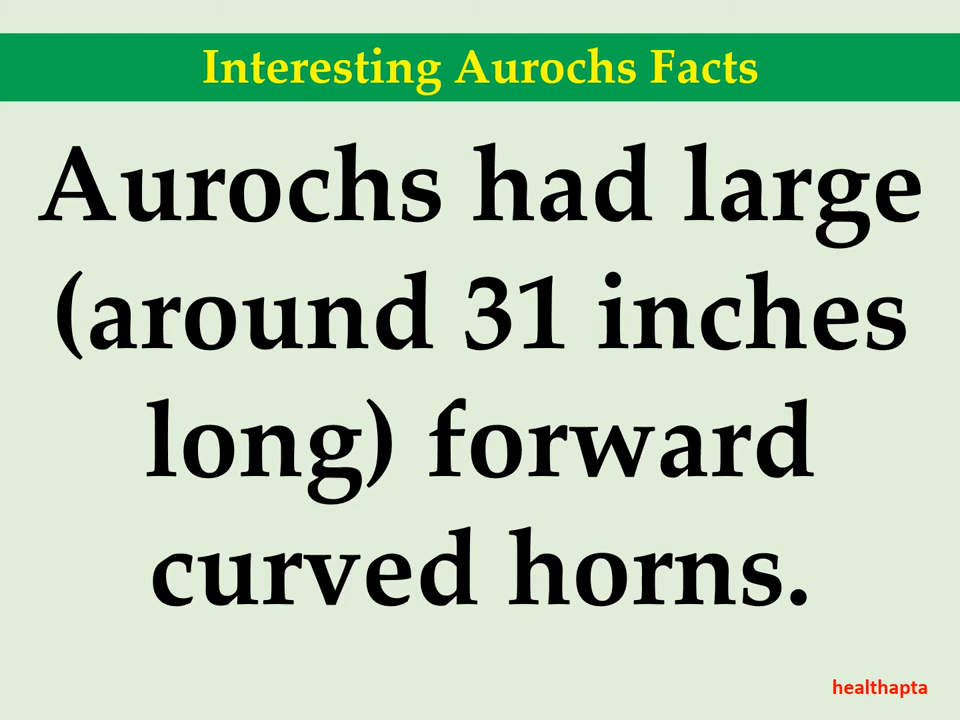 Interesting Aurochs Facts
Aurochs had large
(around 31 inches
long) forward
curved horns.
healthapta